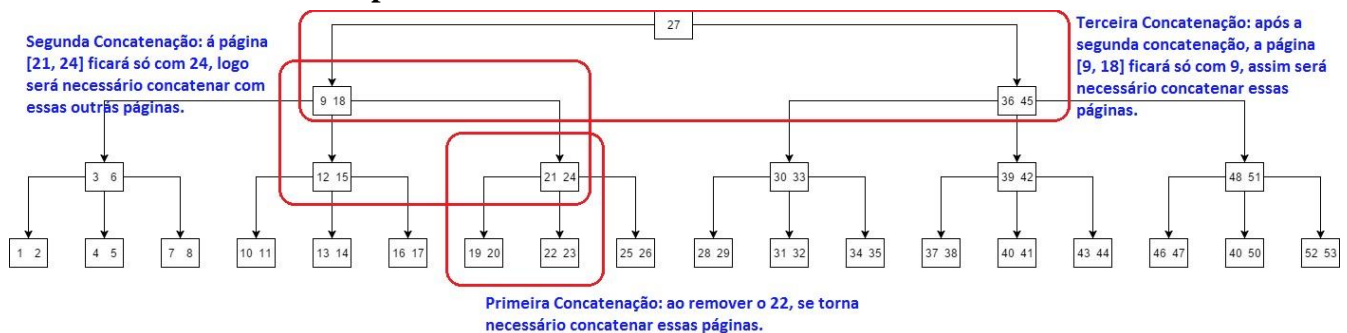 27
Segunda Concatenação: á página
[21, 24] ficará só com 24, logo
será necessário concatenar com
essas outras páginas.
Terceira Concatenação: após a
segunda concatenação, a página
[9, 18] ficará só com 9, assim será
necessário concatenar essas
páginas.
9 18
36 45
3 6
12 15
21 24
30 33
39 42
48 51
1 2
4 5
7 8
10 11
13 14
16 17
19 20
22 23
25 26
28 29
31 32
34 35
37 38
40 41
43 44
46 47
40 50
52 53
Primeira Concatenação: ao remover o 22, se torna
necessário concatenar essas páginas.